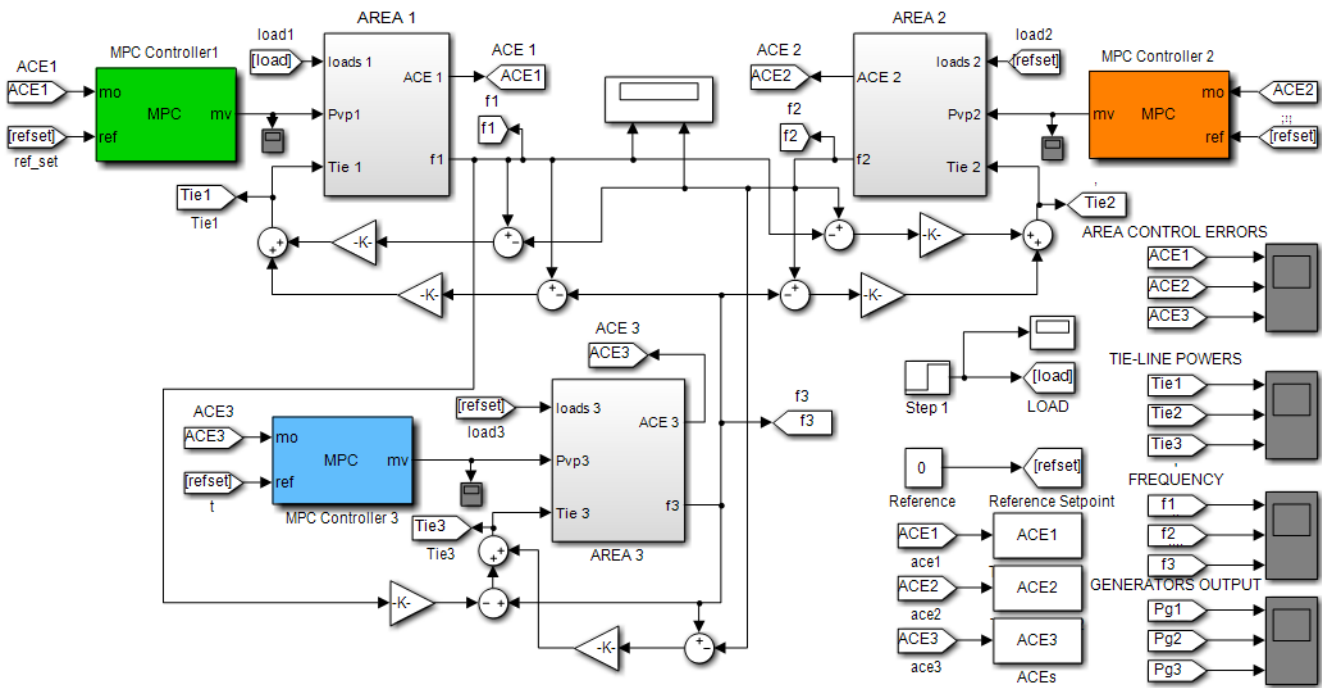 AREA 1
AREA 2
load1
[load]
loads 1
ACE 1
ACE 1
ACE1
Pvp1
f1
f1
Tie 1
f1
MPC Controller1
ACE1
ACE1
mo
MPC
mv
[refset]
ref
ref_set
Tie1
Tie1
-K-
-K-
+
+
+
-
+
-
ACE 2
ACE2
f2
f2
ACE 2
loads 2
Pvp2
f2
Tie 2
load2
[refset]
MPC Controller 2
mo
mv
MPC
ref
ACE2
;;;
[refset]
'
Tie2
-K-
-K-
+
-
+
-
+
+
AREA CONTROL ERRORS
ACE1
ACE2
ACE3
ACE 3
ACE3
[refset]
load3
loads 3
ACE 3
Pvp3
Tie 3
f3
AREA 3
f3
f3
ACE3
ACE3
mo
MPC
mv
[refset]
ref
t
MPC Controller 3
Tie3
Tie3
+
+
-K-
-
+
-K-
+
-
Step 1
[load]
LOAD
TIE-LINE POWERS
Tie1
Tie2
Tie3
'
0
[refset]
Reference
Reference Setpoint
FREQUENCY
f1
..
f2
....
f3
ACE1
ACE1
ace1
ACE2
ACE2
ace2
ACE3
ACE3
ace3
ACEs
GENERATORS OUTPUT
Pg1
Pg2
Pg3